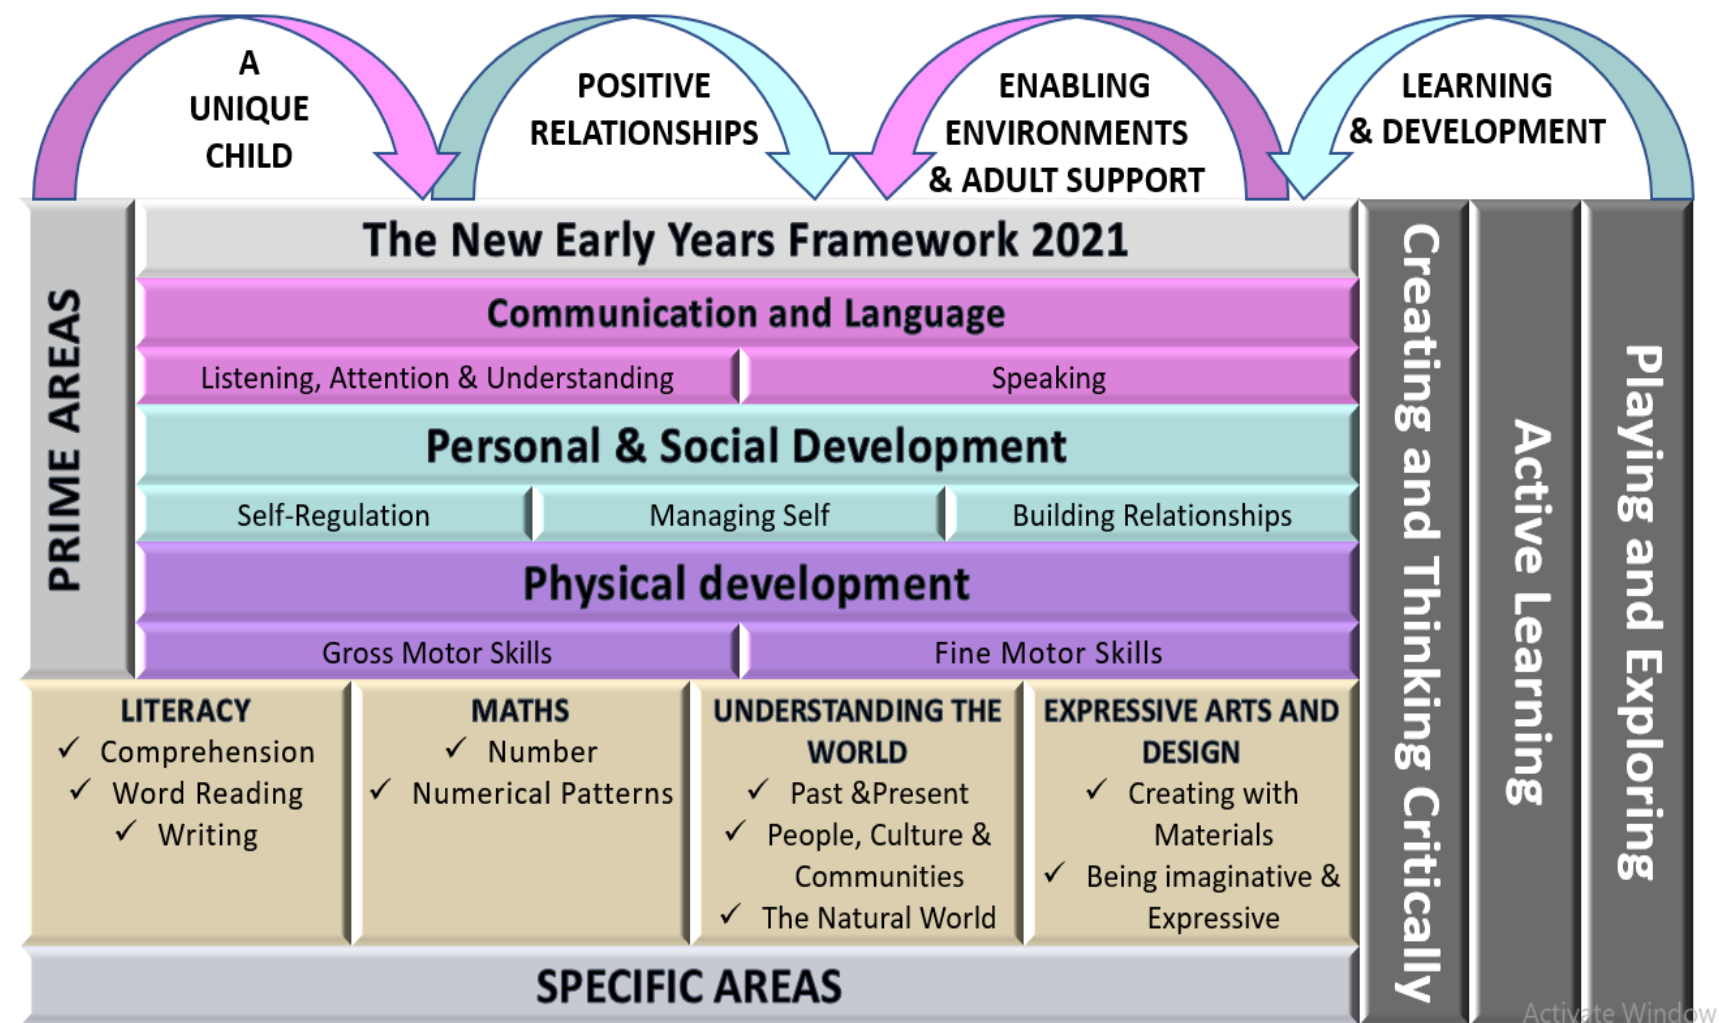 A
UNIQUE
CHILD
POSITIVE
RELATIONSHIPS
ENABLING
ENVIRONMENTS
& ADULT SUPPORT
LEARNING
& DEVELOPMENT
PRIME AREAS
The New Early Years Framework 2021
Communication and Language
Listening, Attention & Understanding
Speaking
Personal & Social Development
Self-Regulation
Managing Self
Building Relationships
Physical development
Gross Motor Skills
Fine Motor Skills
LITERACY
✓ Comprehension
✓ Word Reading
✓ Writing
MATHS
✓ Number
✓ Numerical Patterns
UNDERSTANDING THE
WORLD
✓ Past &Present
✓ People, Culture &
Communities
✓ The Natural World
EXPRESSIVE ARTS AND
DESIGN
✓ Creating with
Materials
✓ Being imaginative &
Expressive
SPECIFIC AREAS
Creating and Thinking Critically
Active Learning
Playing and Exploring
Activate Window